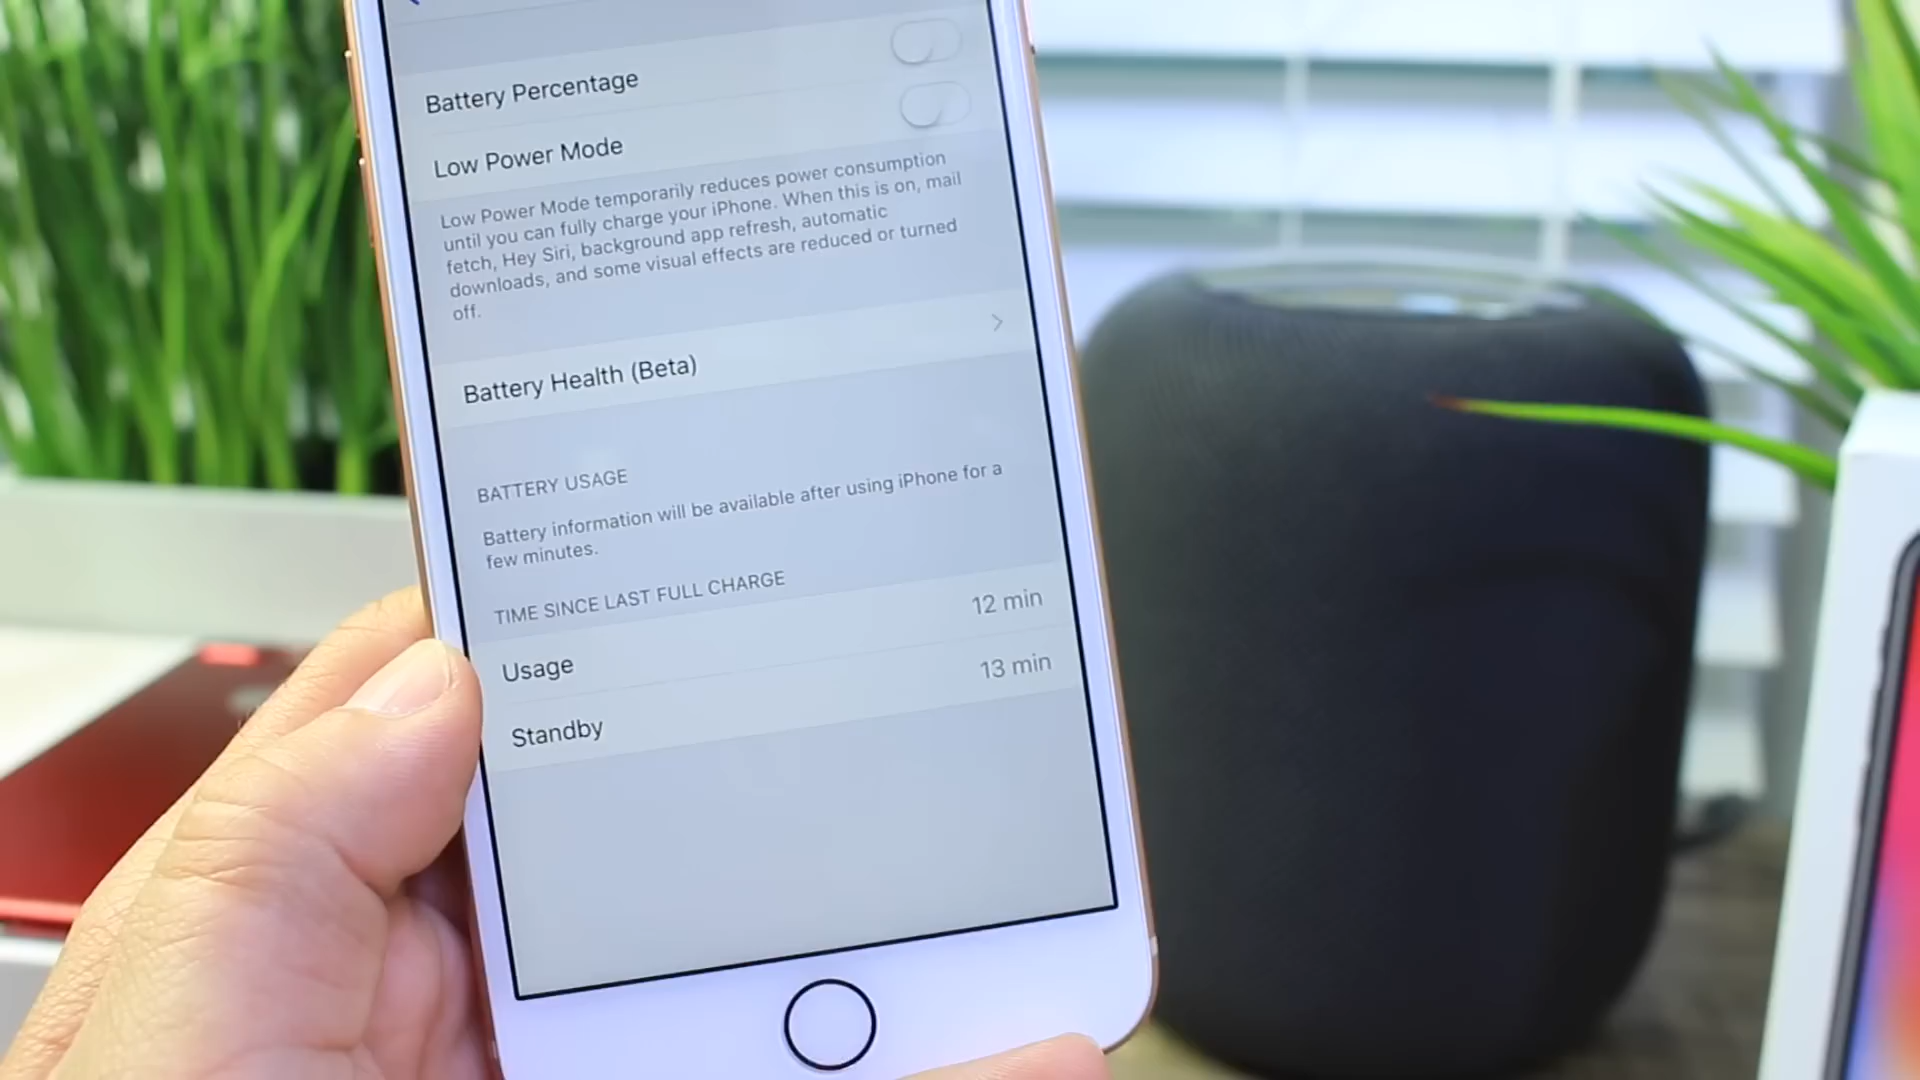 Battery Percentage
Low Power Mode
Low Power Mode temporarily reduces power consumption
until you can fully charge your iPhone. When this is on, mail
fetch, Hey Siri, background app refresh, automatic
downloads, and some visual effects are reduced or turned
off.
Battery Health (Beta)
BATTERY USAGE
Battery information will be available after using iPhone for a
few minutes.
TIME SINCE LAST FULL CHARGE
Usage 12 min
Standby 13 min